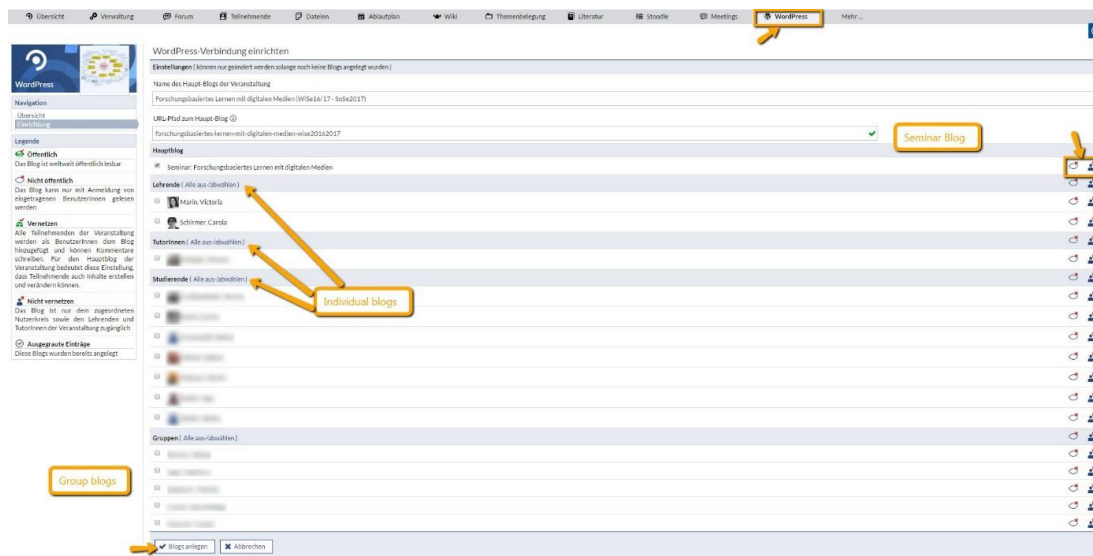 Übersicht
Verwaltung
Forum
Teilnehmende
Dateien
Ablaufplan
Wiki
Themenbelegung
Literatur
Stoodle
Meetings
WordPress
Mehr ...
WordPress
Navigation
Übersicht
Einrichtung
Legende
Öffentlich
Das Blog ist weltweit öffentlich lesbar
Nicht öffentlich
Das Blog kann nur mit Anmeldung von
eingetragenen BenutzerInnen gelesen
werden
Vernetzen
Alle Teilnehmenden der Veranstaltung
werden als BenutzerInnen dem Blog
hinzugefügt und können Kommentare
schreiben. Für den Hauptblog der
Veranstaltung bedeutet diese Einstellung,
dass Teilnehmende auch Inhalte erstellen
und verändern können.
Nicht vernetzen
Das Blog ist nur dem zugeordneten
Nutzerkreis sowie den Lehrenden und
TutorInnen der Veranstaltung zugänglich
Ausgegraute Einträge
Diese Blogs wurden bereits angelegt
WordPress-Verbindung einrichten
Einstellungen ( können nur geändert werden solange noch keine Blogs angelegt wurden )
Name des Haupt-Blogs der Veranstaltung
Forschungsbasiertes Lernen mit digitalen Medien (WiSe16/17 - SoSe2017)
URL-Pfad zum Haupt-Blog
forschungsbasiertes-lernen-mit-digitalen-medien-wise20162017
Seminar Blog
Hauptblog
Seminar: Forschungsbasiertes Lernen mit digitalen Medien
Lehrende ( Alle aus-/abwählen )
Marin, Victoria
Schirmer, Carola
TutorInnen ( Alle aus-/abwählen )
Studierende ( Alle aus-/abwählen )
Individual blogs
Gruppen ( Alle aus-/abwählen )
Group blogs
Blogs anlegen
Abbrechen